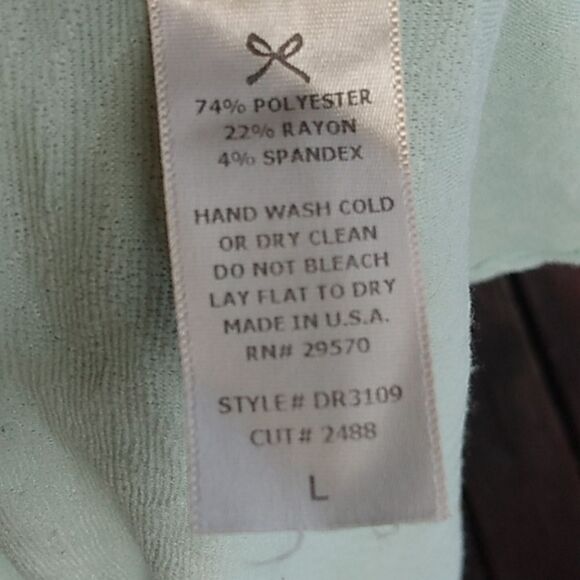 74% POLYESTER
22% RAYON
4% SPANDEX
HAND WASH COLD
OR DRY CLEAN
DO NOT BLEACH
LAY FLAT TO DRY
MADE IN U.S.A.
RN# 29570
STYLE# DR3109
CUT# 2488
L